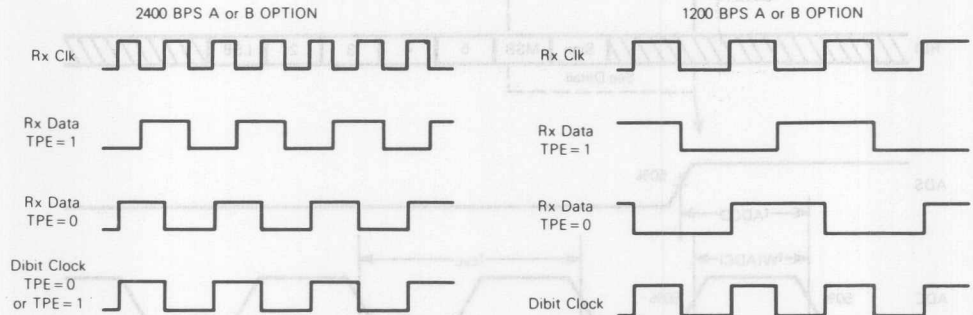 2400 BPS A or B OPTION
Rx Clk
Rx Data
TPE = 1
Rx Data
TPE = 0
Dibit Clock
TPE = 0
or TPE = 1
1200 BPS A or B OPTION
Rx Clk
Rx Data
TPE = 1
Rx Data
TPE = 0
Dibit Clock